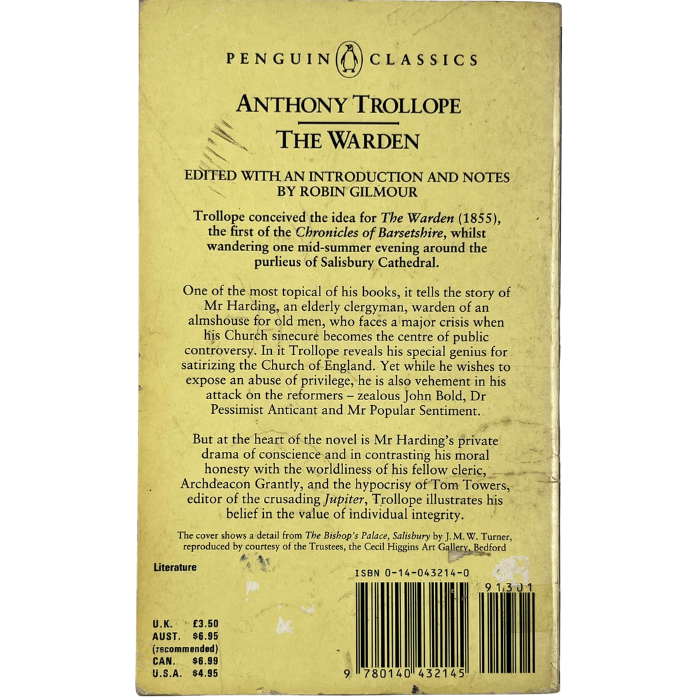 PENGUIN CLASSICS
ANTHONY TROLLOPE
THE WARDEN
EDITED WITH AN INTRODUCTION AND NOTES
BY ROBIN GILMOUR
Trollope conceived the idea for The Warden (1855),
the first of the Chronicles of Barsetshire, whilst
wandering one mid-summer evening around the
purlieus of Salisbury Cathedral.
One of the most topical of his books, it tells the story of
Mr Harding, an elderly clergyman, warden of an
almshouse for old men, who faces a major crisis when
his Church sinecure becomes the centre of public
controversy. In it Trollope reveals his special genius for
satirizing the Church of England. Yet while he wishes to
expose an abuse of privilege, he is also vehement in his
attack on the reformers – zealous John Bold, Dr
Pessimist Anticant and Mr Popular Sentiment.
But at the heart of the novel is Mr Harding's private
drama of conscience and in contrasting his moral
honesty with the worldliness of his fellow cleric,
Archdeacon Grantly, and the hypocrisy of Tom Towers,
editor of the crusading Jupiter, Trollope illustrates his
belief in the value of individual integrity.
The cover shows a detail from The Bishop's Palace, Salisbury by J. M. W. Turner,
reproduced by courtesy of the Trustees, the Cecil Higgins Art Gallery, Bedford
Literature
ISBN 0-14-043214-0
91301
U.K. £3.50
AUST. $6.95
(recommended)
CAN. $6.99
U.S.A. $4.95
9 780140 432145